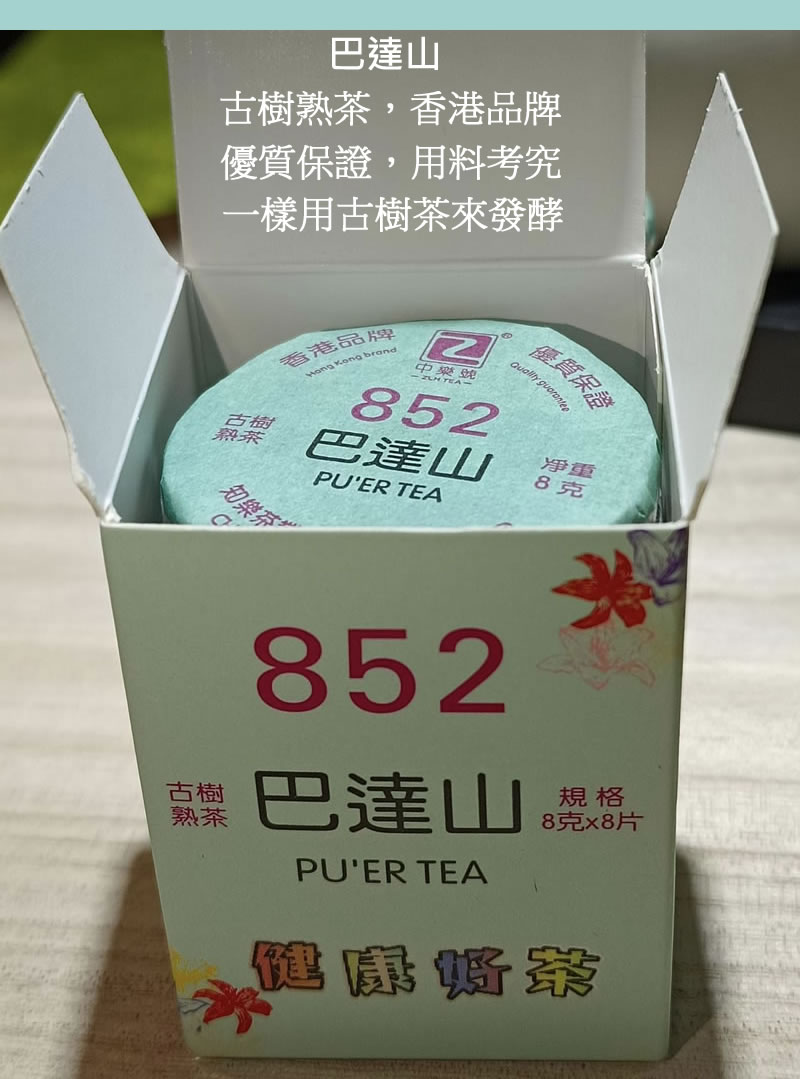 巴達山
古樹熟茶，香港品牌
優質保證，用料考究
一樣用古樹茶來發酵
香港品牌
Hong Kong brand
中樂號
ZLH TEA
®
優質保證
Quality guarantee
852
古樹
熟茶
巴達山
PU'ER TEA
淨重
8克
知樂茶
852
古樹
熟茶
巴達山
規格
8克x8片
PU'ER TEA
健康好茶